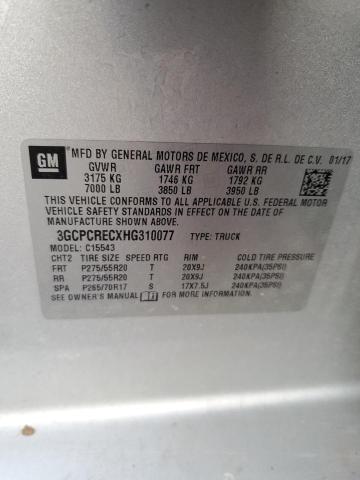 GM
MFD BY GENERAL MOTORS DE MEXICO, S. DE R.L. DE C.V. 01/17
GVWR GAWR FRT GAWR RR
3175 KG 1746 KG 1792 KG
7000 LB 3850 LB 3950 LB
THIS VEHICLE CONFORMS TO ALL APPLICABLE U.S. FEDERAL MOTOR
VEHICLE SAFETY, BUMPER, AND THEFT PREVENTION STANDARDS IN
EFFECT ON THE DATE OF MANUFACTURE SHOWN ABOVE.
3GCPCRECXHG310077 TYPE: TRUCK
MODEL: C15543
CHT2 TIRE SIZE SPEED RTG RIM COLD TIRE PRESSURE
FRT P275/55R20 T 20X9J 240KPA(35PSI)
RR P275/55R20 T 20X9J 240KPA(35PSI)
SPA P265/70R17 S 17X7.5J 240KPA(35PSI)
SEE OWNER'S MANUAL FOR MORE INFORMATION.